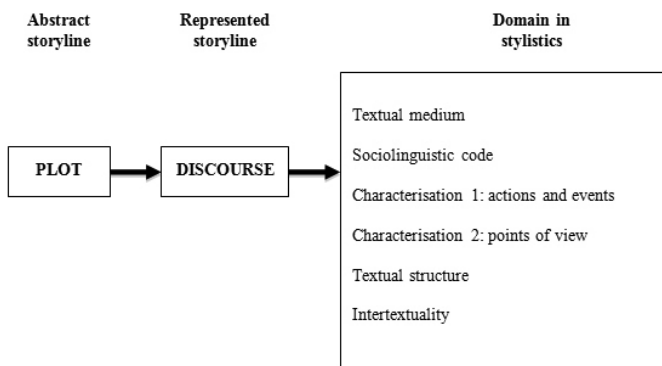 Abstract
storyline
Represented
storyline
Domain in
stylistics
PLOT
DISCOURSE
Textual medium
Sociolinguistic code
Characterisation 1: actions and events
Characterisation 2: points of view
Textual structure
Intertextuality